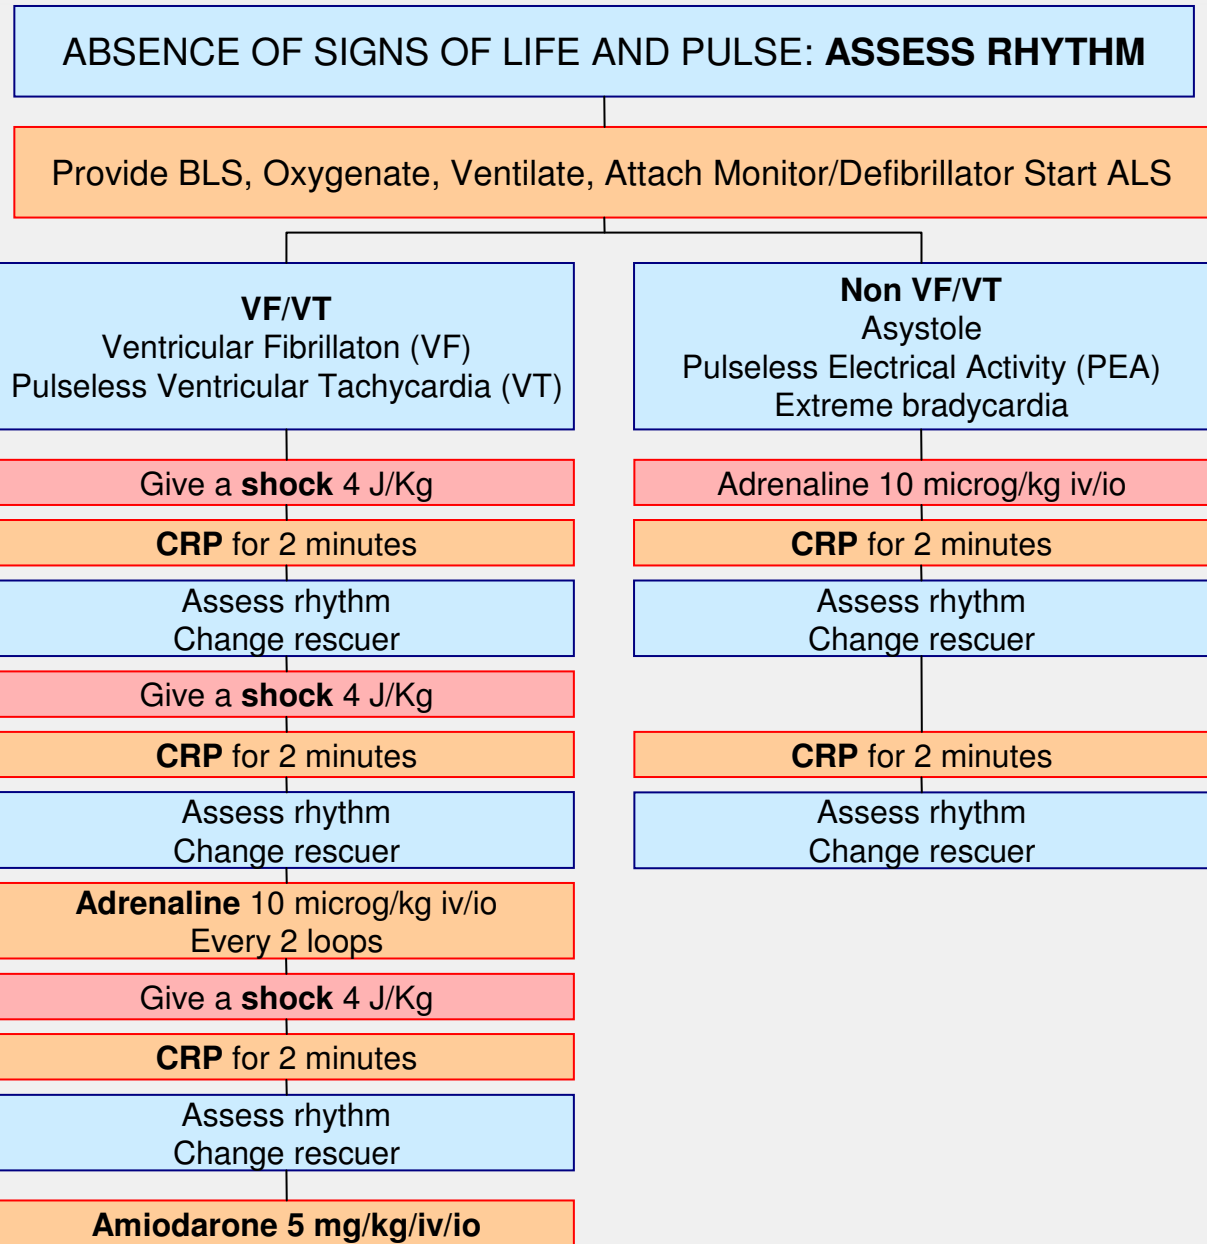 ABSENCE OF SIGNS OF LIFE AND PULSE: ASSESS RHYTHM
Provide BLS, Oxygenate, Ventilate, Attach Monitor/Defibrillator Start ALS
VF/VT
Ventricular Fibrillaton (VF)
Pulseless Ventricular Tachycardia (VT)
Give a shock 4 J/Kg
CRP for 2 minutes
Assess rhythm
Change rescuer
Give a shock 4 J/Kg
CRP for 2 minutes
Assess rhythm
Change rescuer
Adrenaline 10 microg/kg iv/io
Every 2 loops
Give a shock 4 J/Kg
CRP for 2 minutes
Assess rhythm
Change rescuer
Amiodarone 5 mg/kg/iv/io
Non VF/VT
Asystole
Pulseless Electrical Activity (PEA)
Extreme bradycardia
Adrenaline 10 microg/kg iv/io
CRP for 2 minutes
Assess rhythm
Change rescuer
CRP for 2 minutes
Assess rhythm
Change rescuer